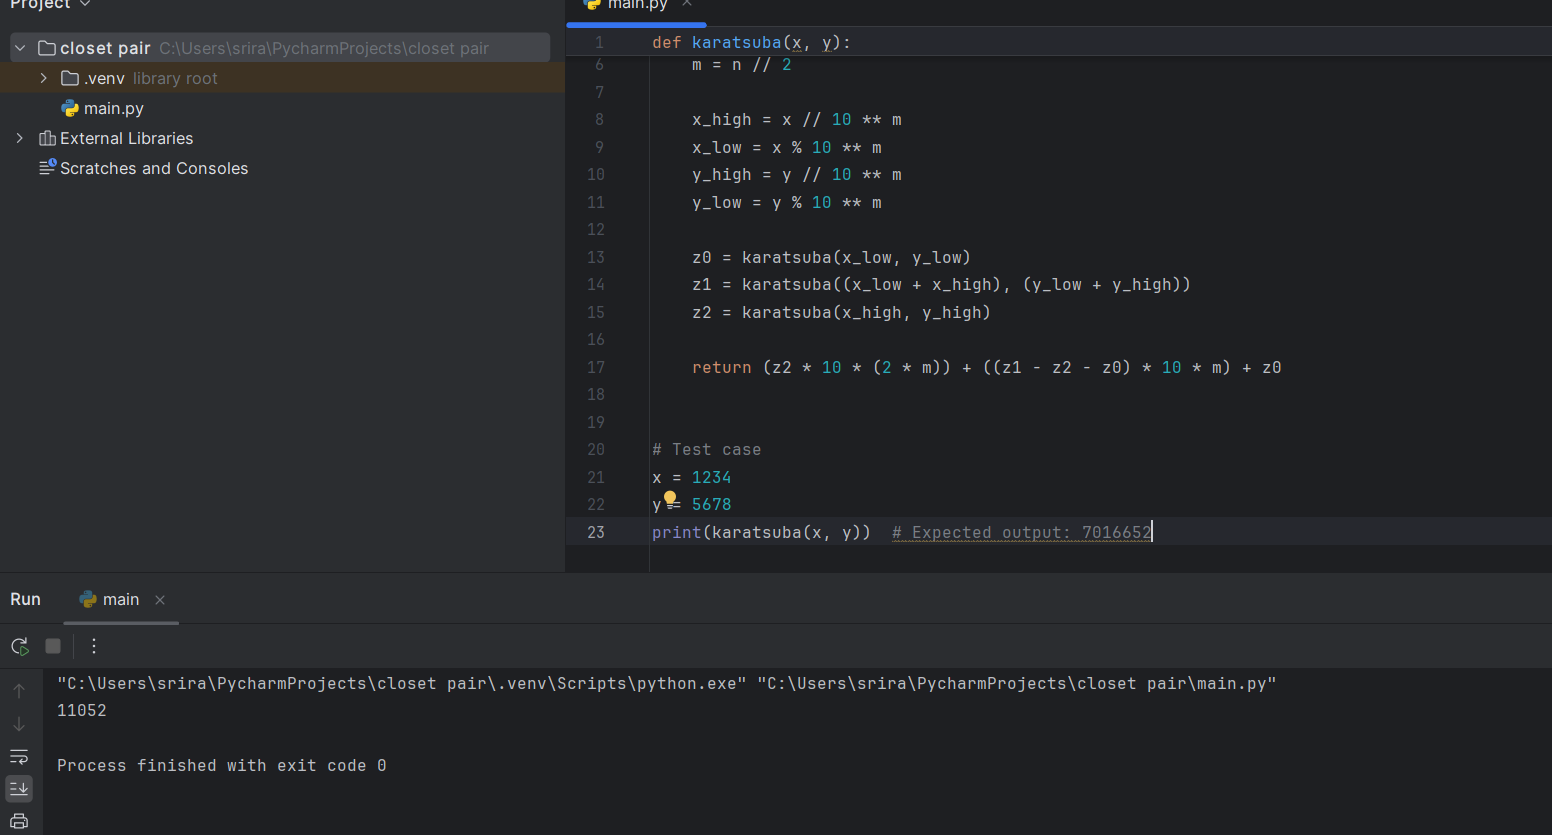 Project
closet pair C:\Users\srira\PycharmProjects\closet pair
.venv library root
main.py
External Libraries
Scratches and Consoles
main.py
1 def karatsuba(x, y):
6 m = n // 2
7
8 x_high = x // 10 ** m
9 x_low = x % 10 ** m
10 y_high = y // 10 ** m
11 y_low = y % 10 ** m
12
13 z0 = karatsuba(x_low, y_low)
14 z1 = karatsuba((x_low + x_high), (y_low + y_high))
15 z2 = karatsuba(x_high, y_high)
16
17 return (z2 * 10 * (2 * m)) + ((z1 - z2 - z0) * 10 * m) + z0
18
19
20 # Test case
21 x = 1234
22 y = 5678
23 print(karatsuba(x, y))  # Expected output: 7016652
Run main
"C:\Users\srira\PycharmProjects\closet pair\.venv\Scripts\python.exe" "C:\Users\srira\PycharmProjects\closet pair\main.py"
11052
Process finished with exit code 0